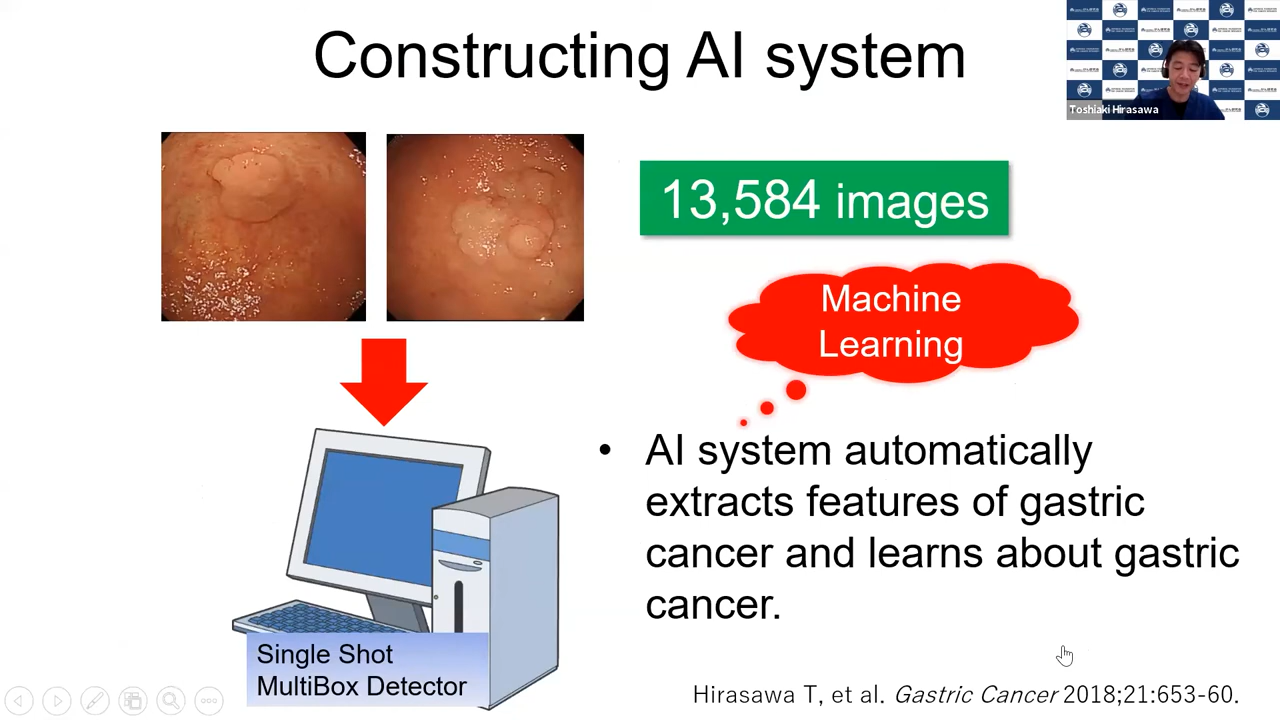 Constructing AI system
Toshiaki Hirasawa
13,584 images
Machine
Learning
• AI system automatically
extracts features of gastric
cancer and learns about gastric
cancer.
Single Shot
MultiBox Detector
Hirasawa T, et al. Gastric Cancer 2018;21:653-60.